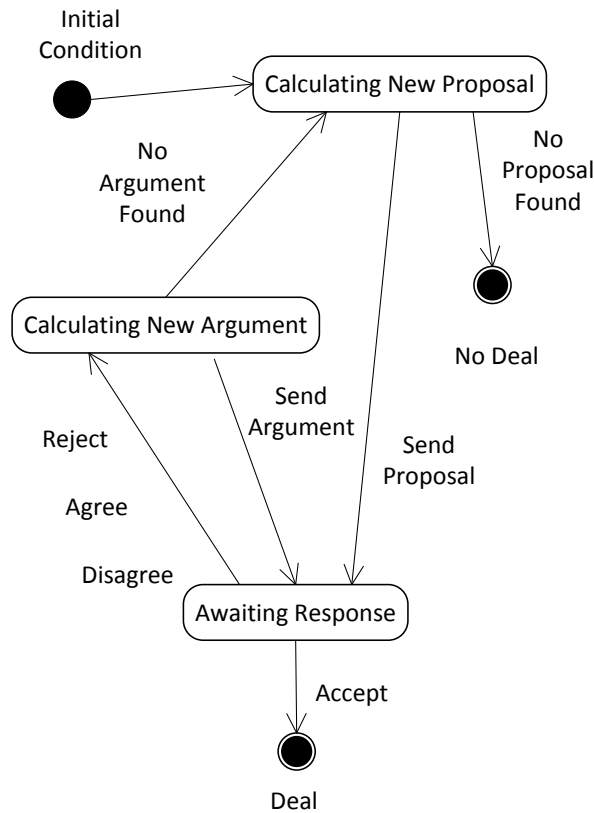 Initial
Condition
Calculating New Proposal
No
Argument
Found
No
Proposal
Found
Calculating New Argument
No Deal
Send
Argument
Reject
Send
Proposal
Agree
Disagree
Awaiting Response
Accept
Deal